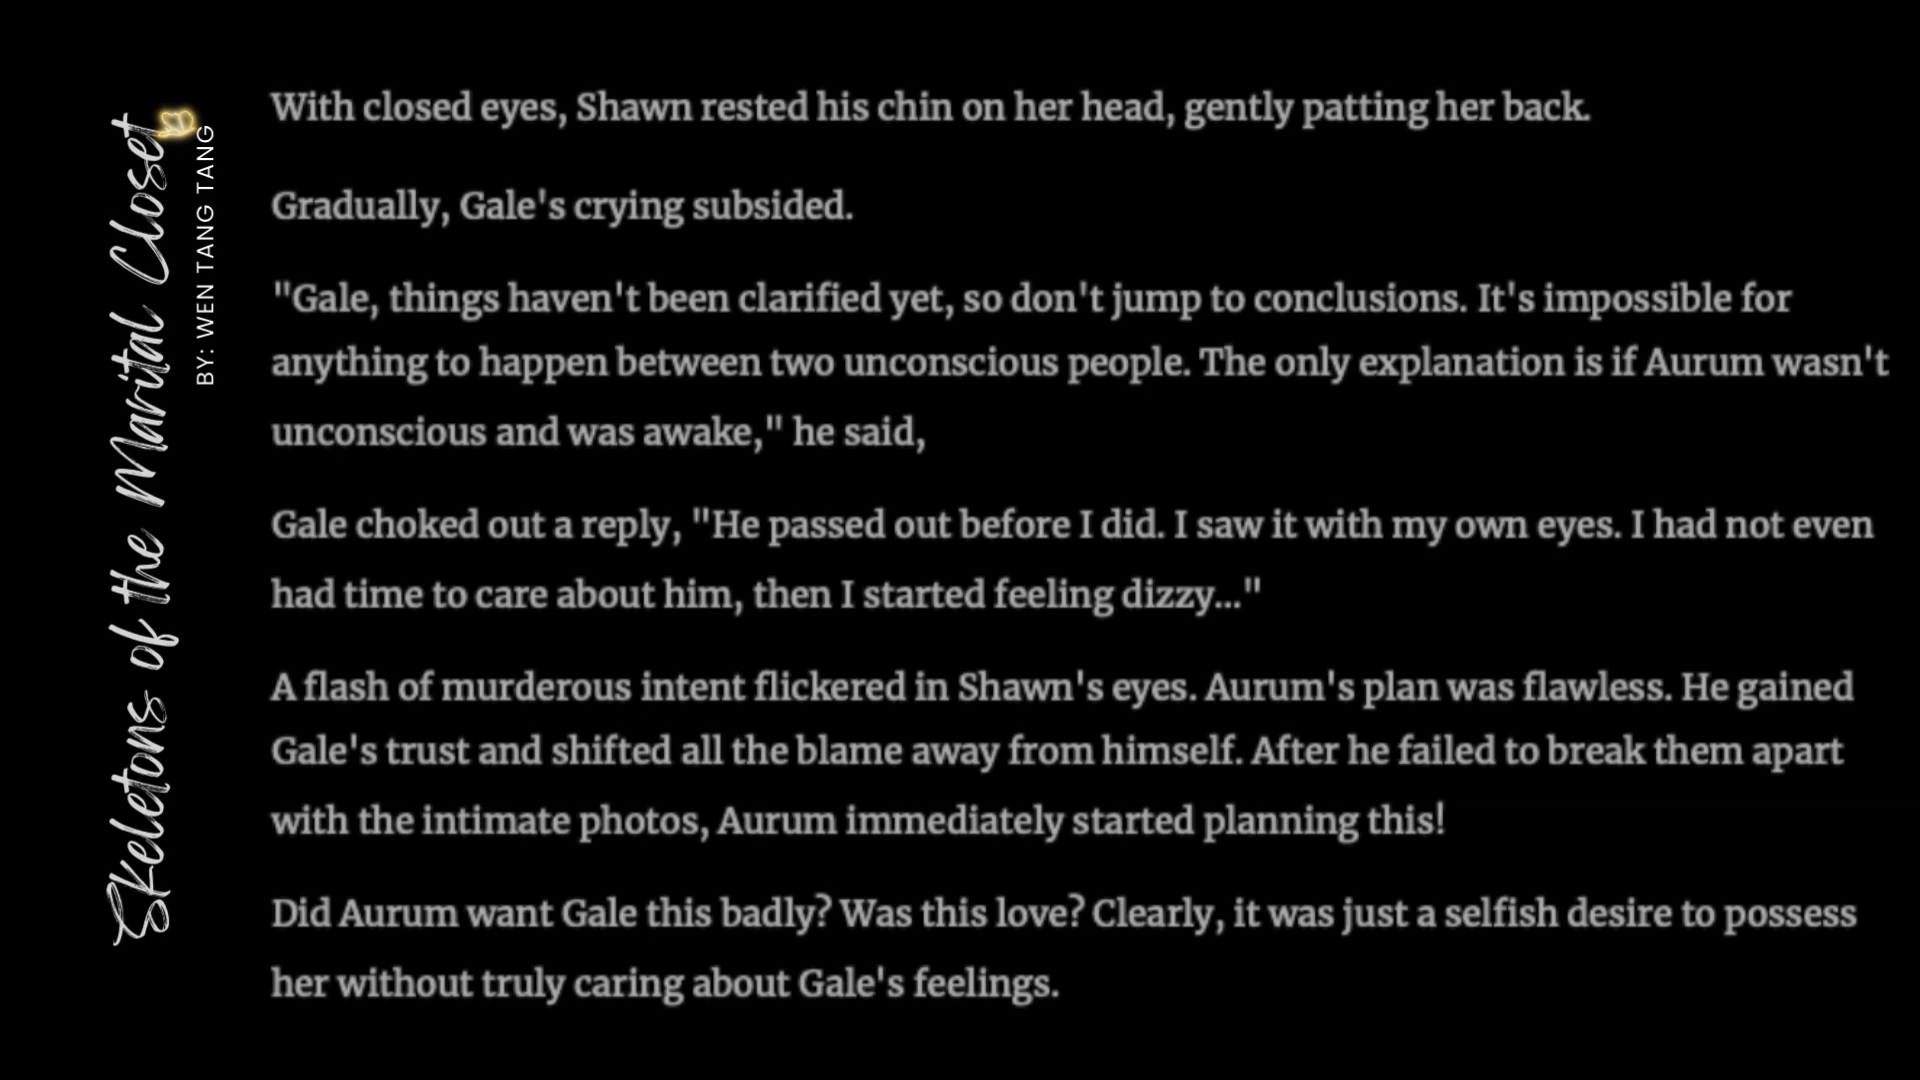 Skeletons of the Marital Closet
BY: WEN TANG TANG
With closed eyes, Shawn rested his chin on her head, gently patting her back.
Gradually, Gale's crying subsided.
"Gale, things haven't been clarified yet, so don't jump to conclusions. It's impossible for
anything to happen between two unconscious people. The only explanation is if Aurum wasn't
unconscious and was awake," he said,
Gale choked out a reply, "He passed out before I did. I saw it with my own eyes. I had not even
had time to care about him, then I started feeling dizzy..."
A flash of murderous intent flickered in Shawn's eyes. Aurum's plan was flawless. He gained
Gale's trust and shifted all the blame away from himself. After he failed to break them apart
with the intimate photos, Aurum immediately started planning this!
Did Aurum want Gale this badly? Was this love? Clearly, it was just a selfish desire to possess
her without truly caring about Gale's feelings.